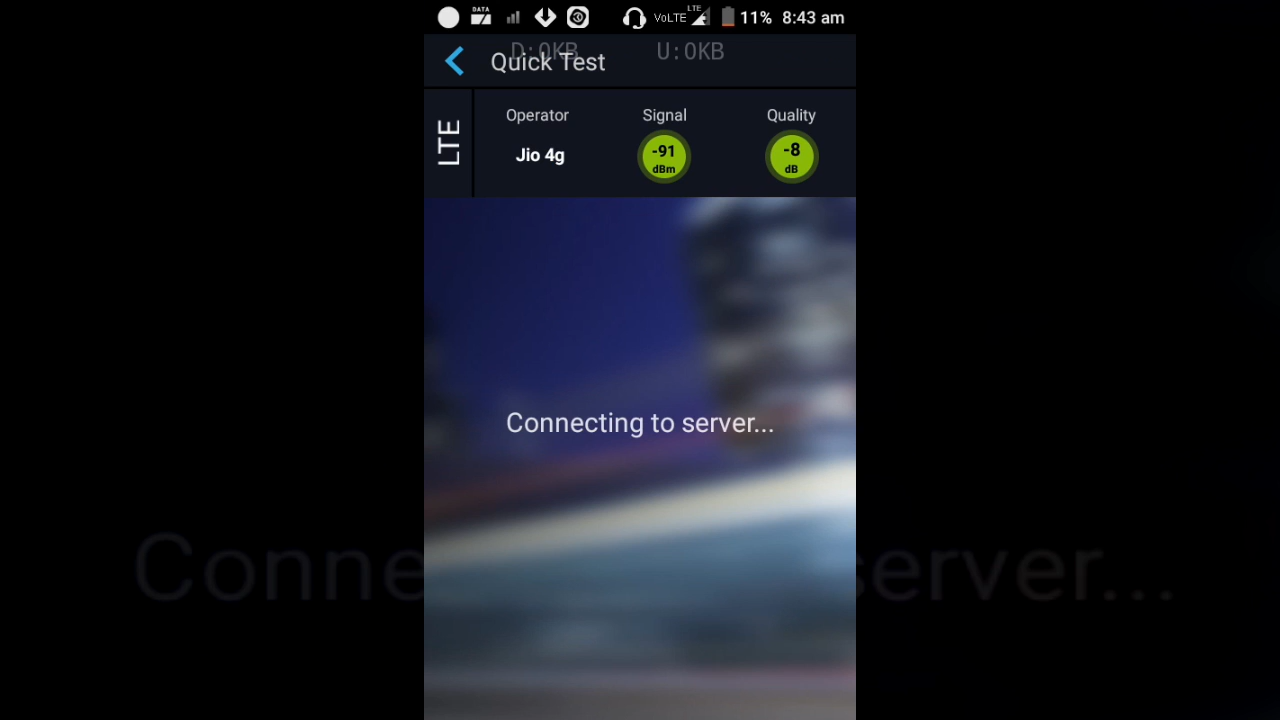 DATA
VoLTE LTE 11% 8:43 am
D:0KB U:0KB
Quick Test
LTE
Operator Signal Quality
Jio 4g -91 dBm -8 dB
Connecting to server...
Conne server...